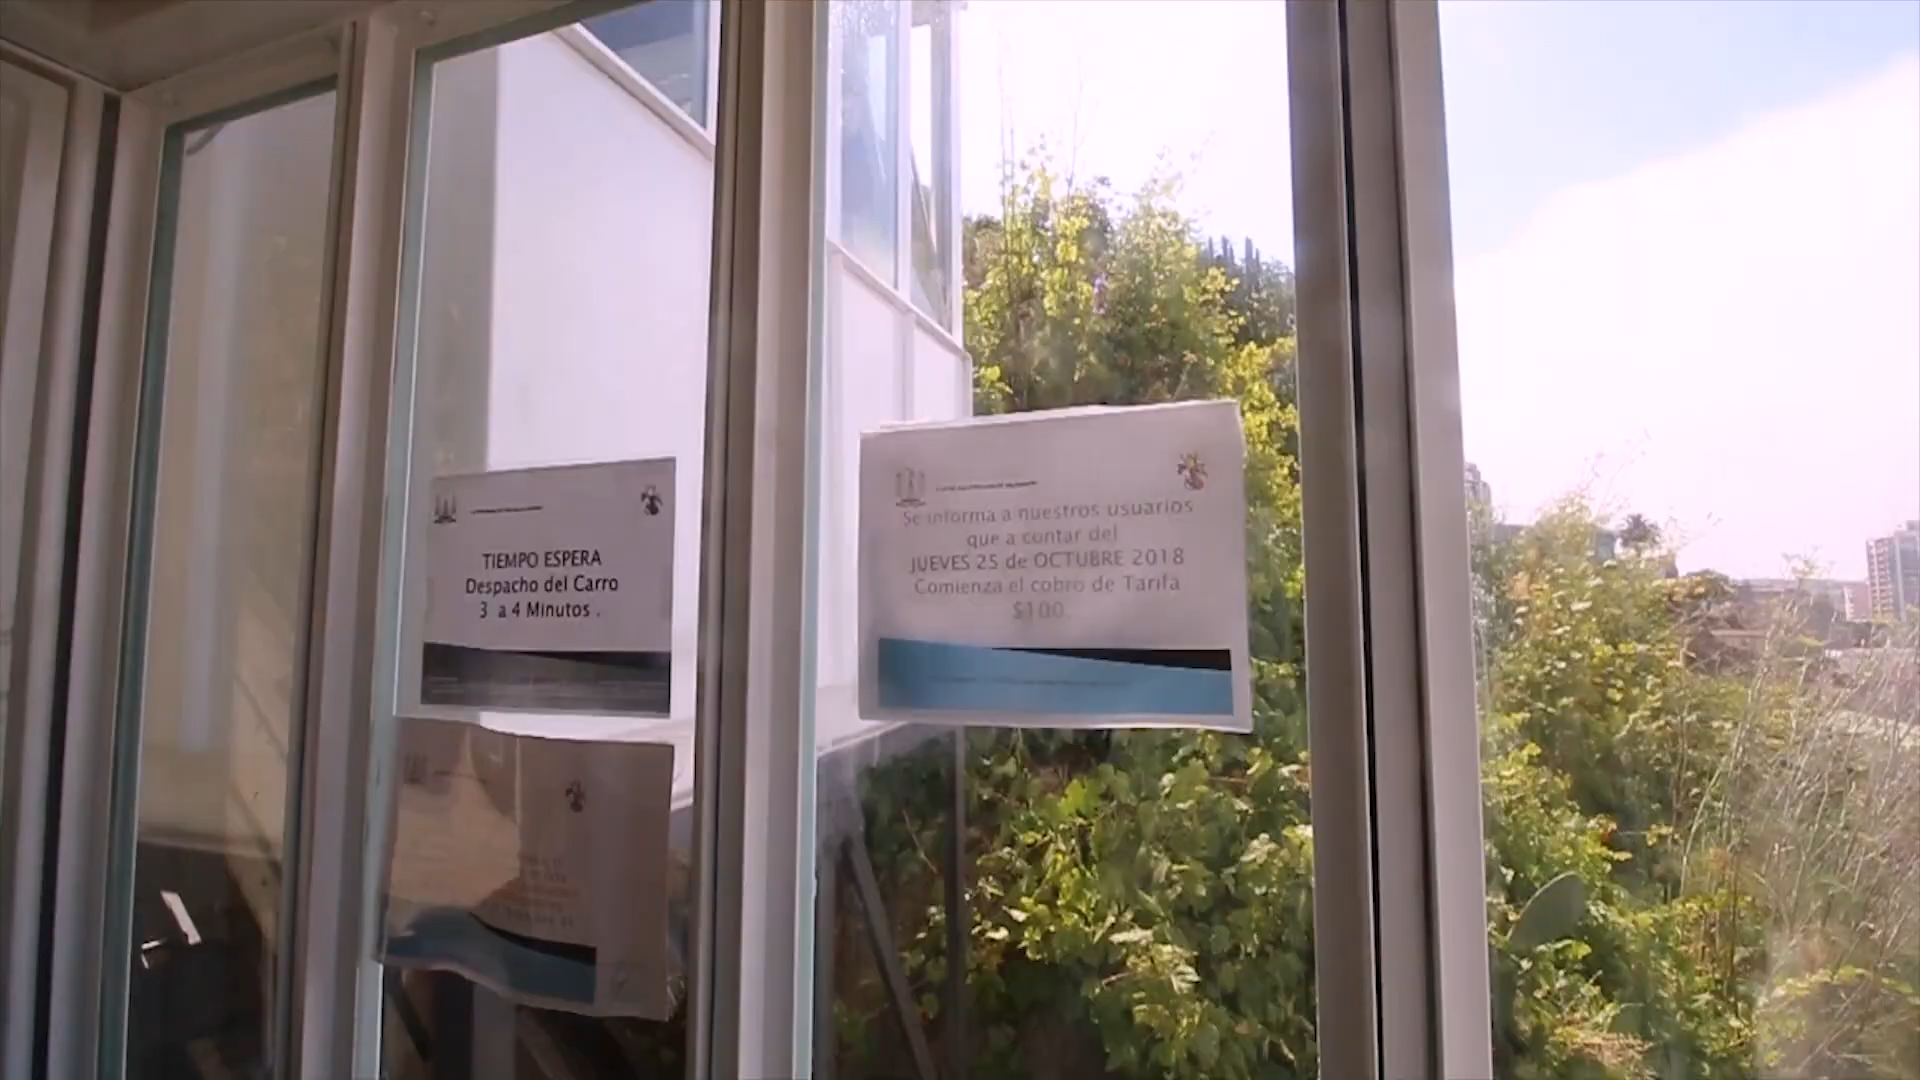 TIEMPO ESPERA
Despacho del Carro
3 a 4 Minutos .
Se informa a nuestros usuarios
que a contar del
JUEVES 25 de OCTUBRE 2018
Comienza el cobro de Tarifa
$100.